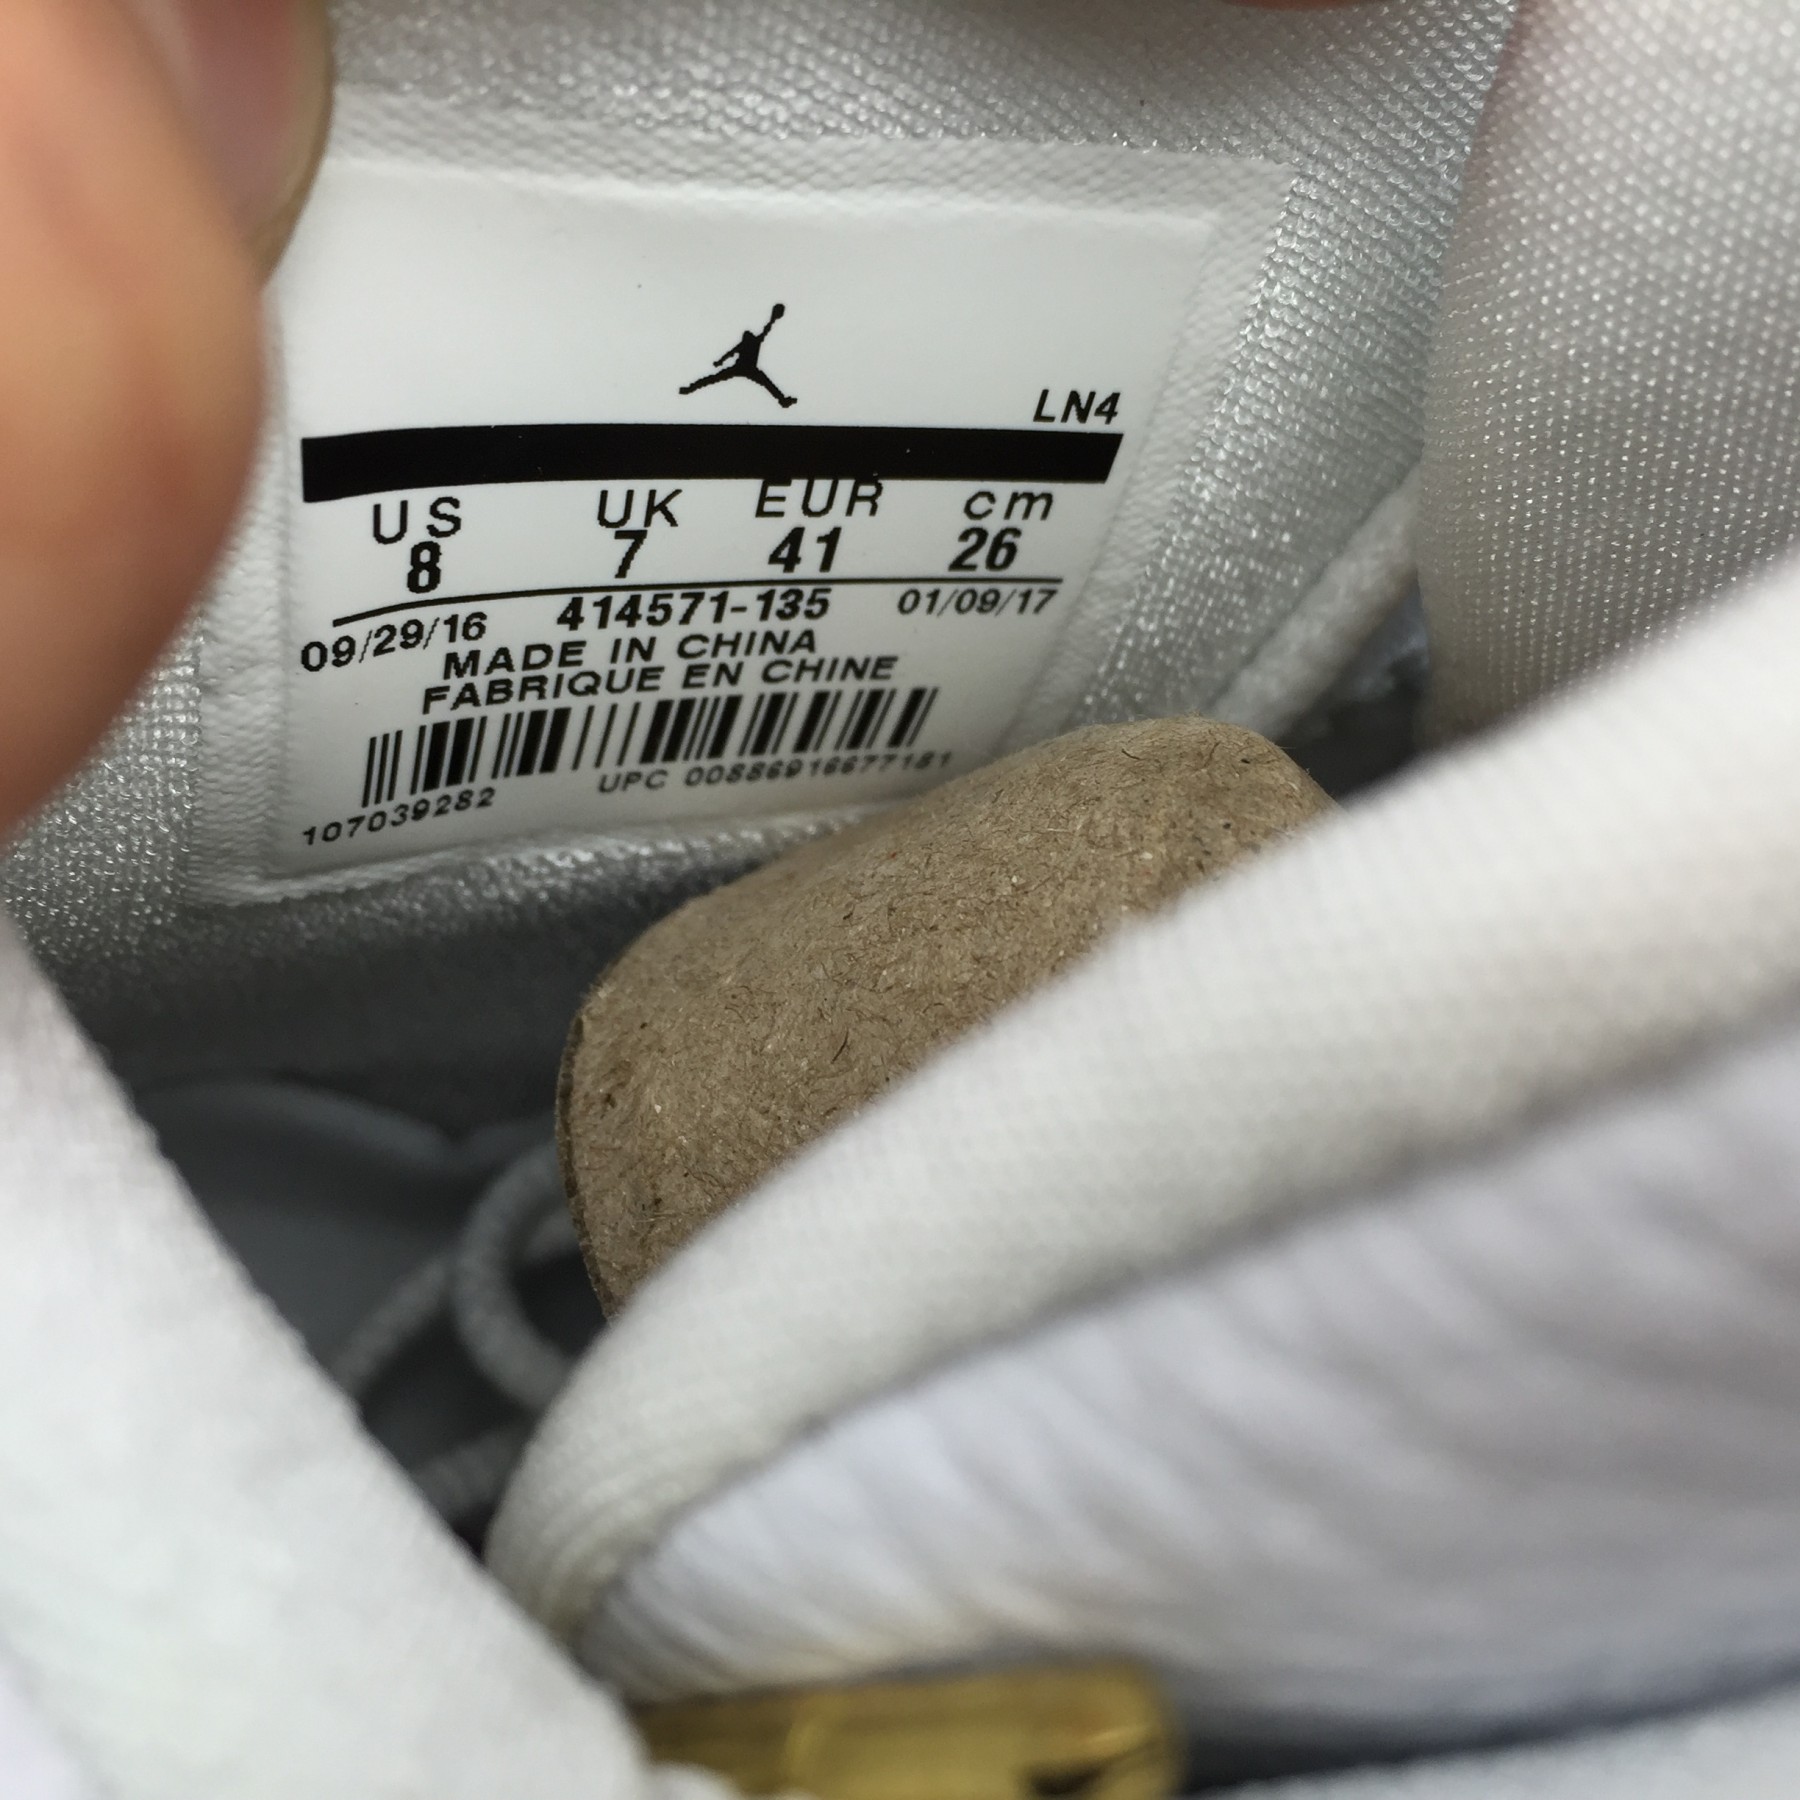 LN4
US UK EUR cm
8 7 41 26
09/29/16 414571-135 01/09/17
MADE IN CHINA
FABRIQUE EN CHINE
107039282 UPC 00886916677181